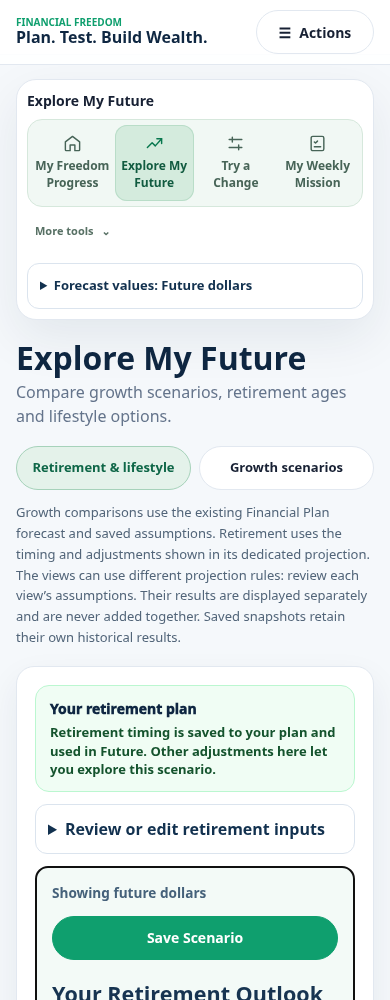 FINANCIAL FREEDOM
Plan. Test. Build Wealth.
☰ Actions
Explore My Future
My Freedom
Progress
Explore My
Future
Try a
Change
My Weekly
Mission
More tools ⌄
▶ Forecast values: Future dollars
Explore My Future
Compare growth scenarios, retirement ages
and lifestyle options.
Retirement & lifestyle
Growth scenarios
Growth comparisons use the existing Financial Plan
forecast and saved assumptions. Retirement uses the
timing and adjustments shown in its dedicated projection.
The views can use different projection rules: review each
view's assumptions. Their results are displayed separately
and are never added together. Saved snapshots retain
their own historical results.
Your retirement plan
Retirement timing is saved to your plan and
used in Future. Other adjustments here let
you explore this scenario.
▶ Review or edit retirement inputs
Showing future dollars
Save Scenario
Your Retirement Outlook